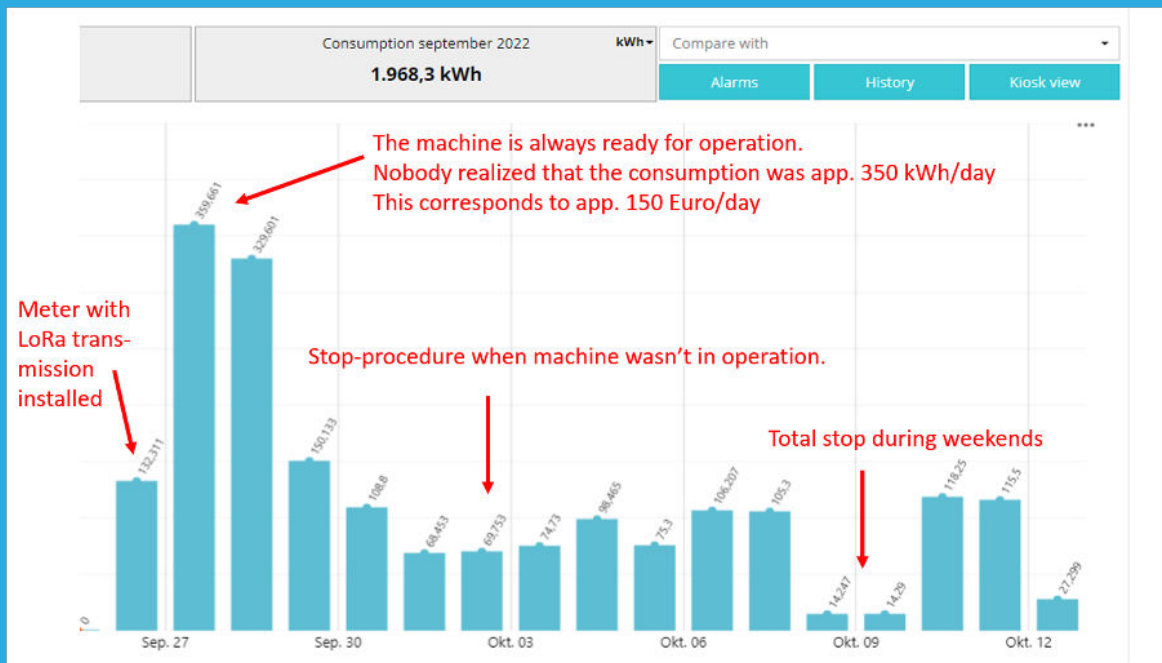 Consumption september 2022
kWh
1.968,3 kWh
Compare with
Alarms
History
Kiosk view
The machine is always ready for operation.
Nobody realized that the consumption was app. 350 kWh/day
This corresponds to app. 150 Euro/day
Meter with
LoRa trans-
mission
installed
Stop-procedure when machine wasn't in operation.
Total stop during weekends
0
132,311
359,661
329,601
150,133
108,8
68,453
69,753
74,73
98,465
75,3
106,207
105,3
14,247
14,29
118,25
115,5
27,299
Sep. 27
Sep. 30
Okt. 03
Okt. 06
Okt. 09
Okt. 12